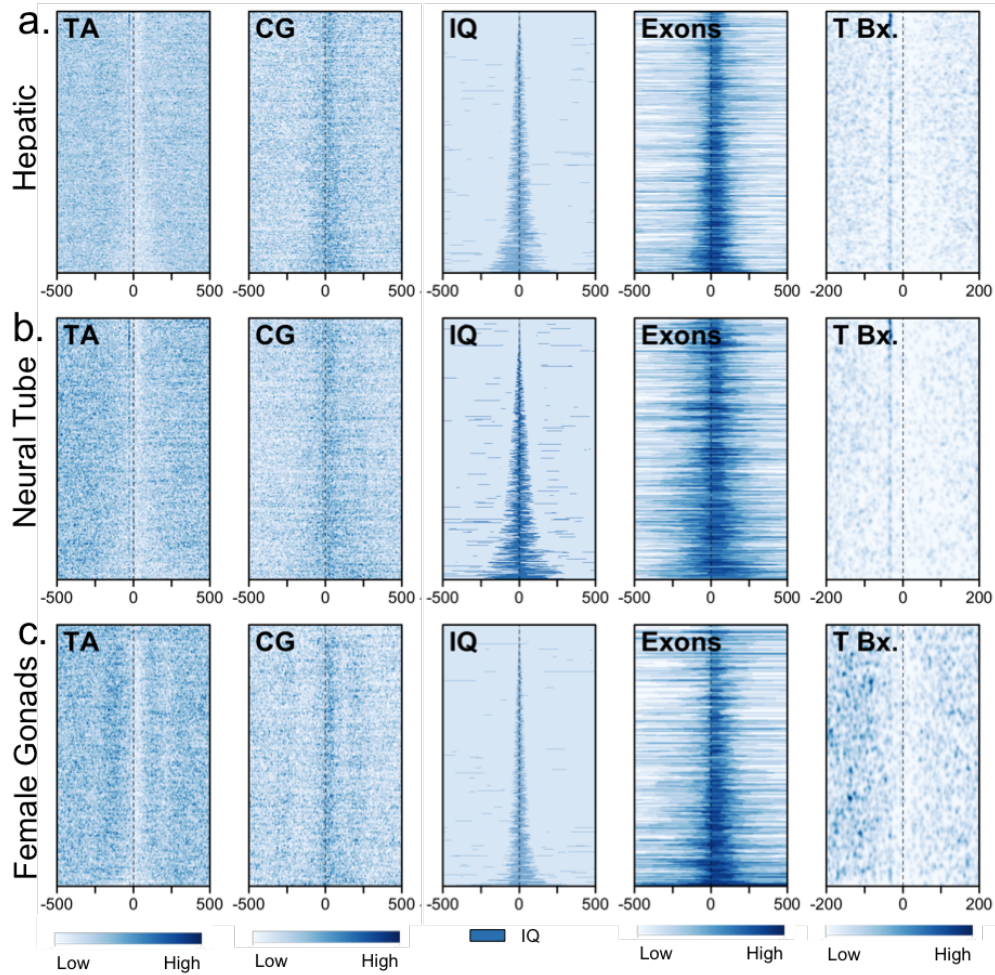 a. TA CG IQ Exons T Bx.
Hepatic
-500 0 500 -500 0 500 -500 0 500 -500 0 500 -200 0 200
b. TA CG IQ Exons T Bx.
Neural Tube
-500 0 500 -500 0 500 -500 0 500 -500 0 500 -200 0 200
c. TA CG IQ Exons T Bx.
Female Gonads
-500 0 500 -500 0 500 -500 0 500 -500 0 500 -200 0 200
IQ
Low High Low High Low High Low High